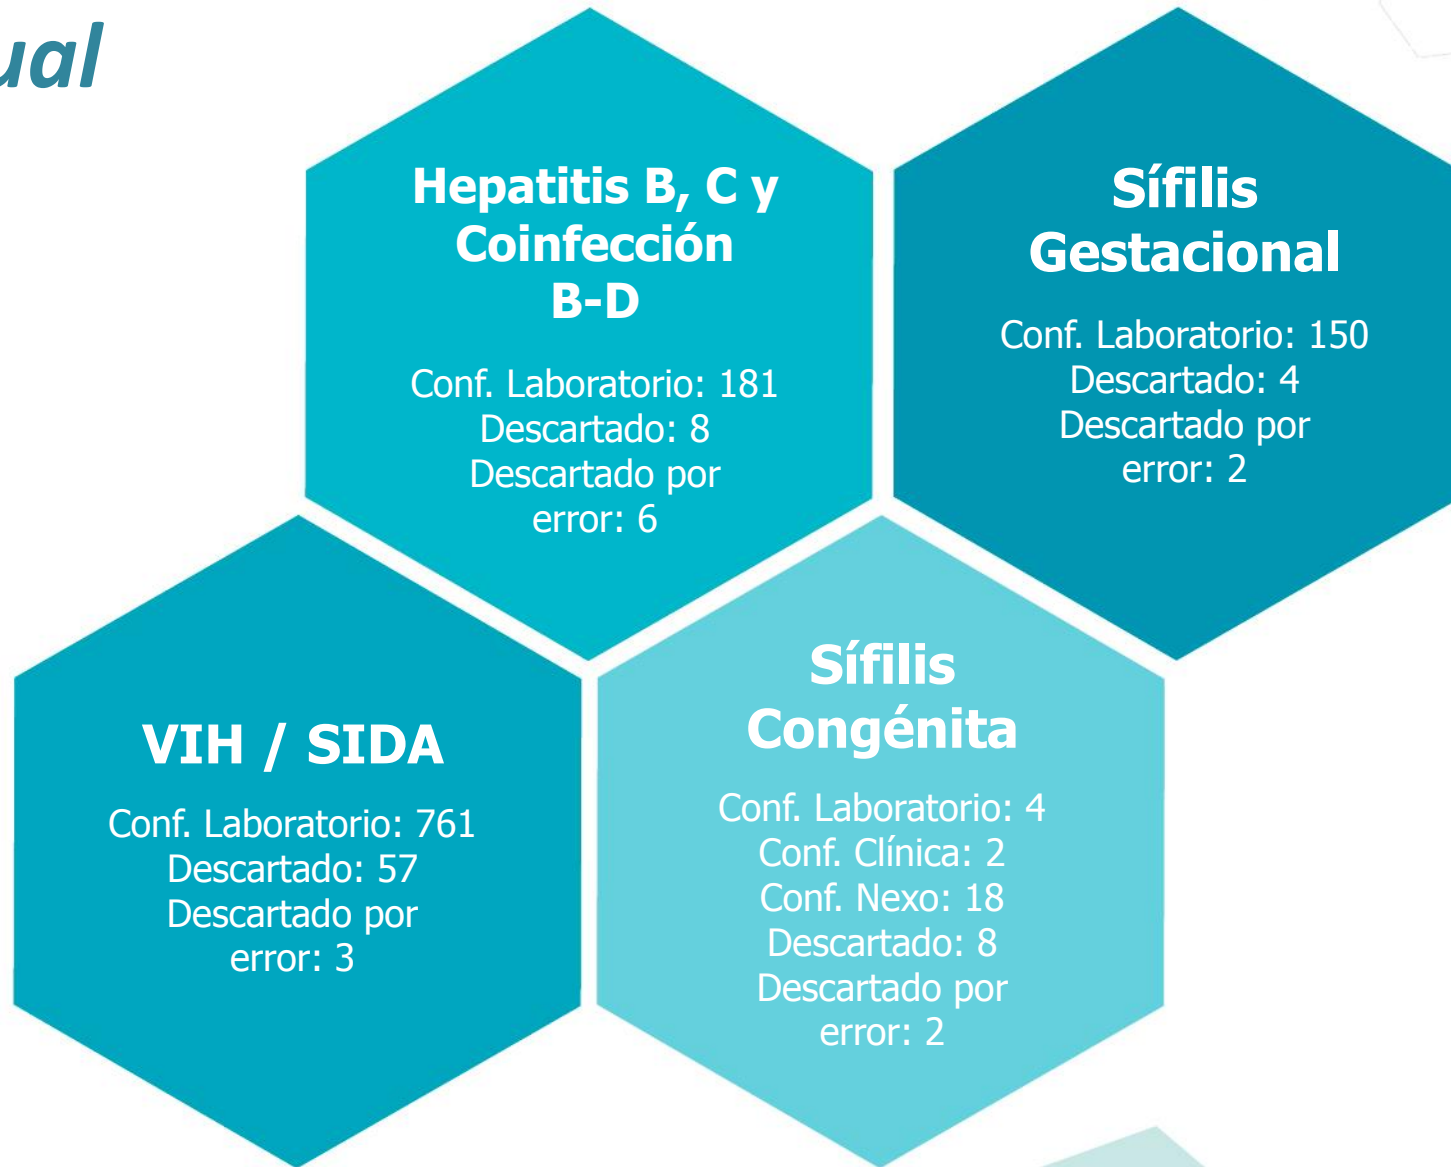 ual
Hepatitis B, C y
Coinfección
B-D
Conf. Laboratorio: 181
Descartado: 8
Descartado por
error: 6
Sífilis
Gestacional
Conf. Laboratorio: 150
Descartado: 4
Descartado por
error: 2
VIH / SIDA
Conf. Laboratorio: 761
Descartado: 57
Descartado por
error: 3
Sífilis
Congénita
Conf. Laboratorio: 4
Conf. Clínica: 2
Conf. Nexo: 18
Descartado: 8
Descartado por
error: 2